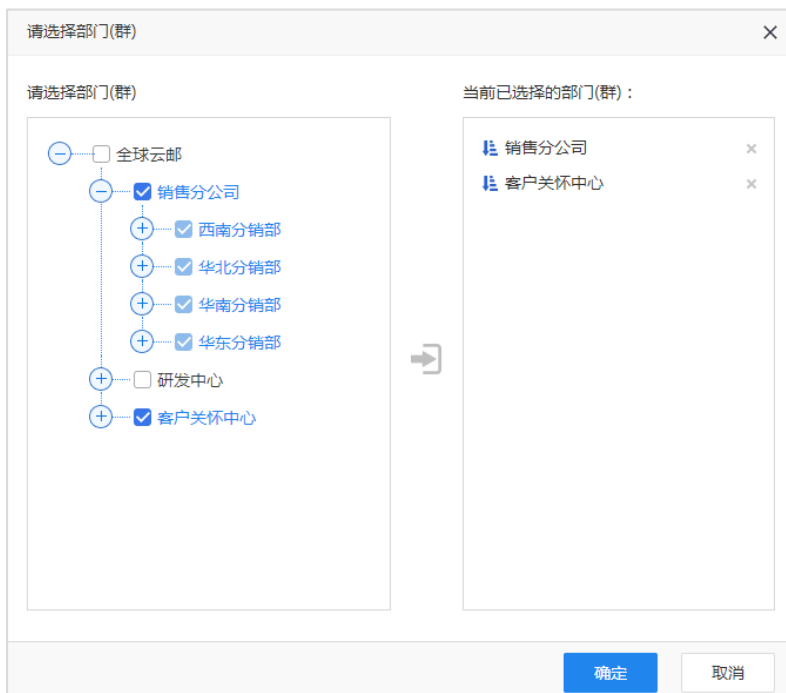 请选择部门(群)
请选择部门(群)
当前已选择的部门(群)：
全球云邮
销售分公司
西南分销部
华北分销部
华南分销部
华东分销部
研发中心
客户关怀中心
销售分公司
客户关怀中心
确定
取消